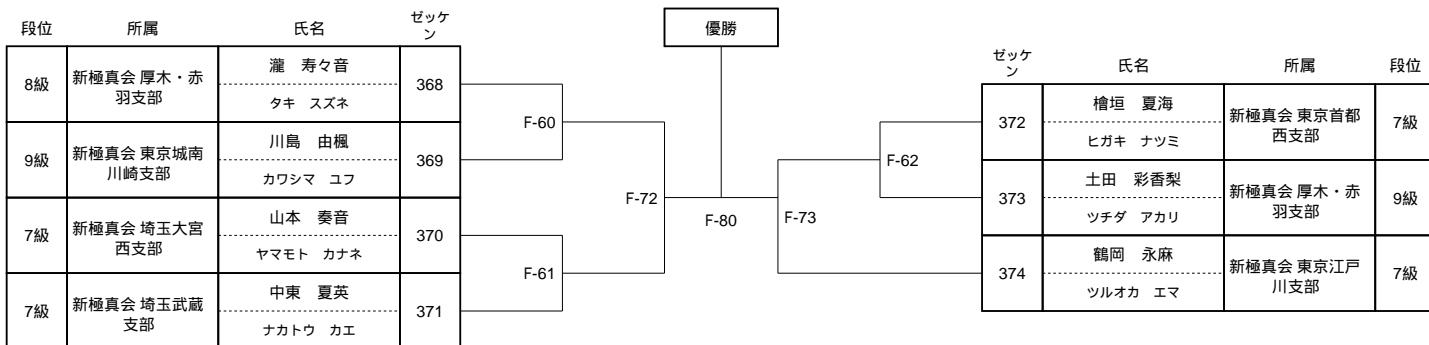 優勝
段位 所属 氏名 ゼッケ
ン
8級 新極真会 厚木・赤
羽支部 瀧 寿々音 368
タキ スズネ
9級 新極真会 東京城南
川崎支部 川島 由楓 369
カワシマ ユフ
7級 新極真会 埼玉大宮
西支部 山本 奏音 370
ヤマモト カナネ
7級 新極真会 埼玉武蔵
支部 中東 夏英 371
ナカトウ カエ
F-60
F-61
F-72
F-80
F-73
F-62
ゼッケ
ン 氏名 所属 段位
372 檜垣 夏海 新極真会 東京首都
西支部 7級
ヒガキ ナツミ
373 土田 彩香梨 新極真会 厚木・赤
羽支部 9級
ツチダ アカリ
374 鶴岡 永麻 新極真会 東京江戸
川支部 7級
ツルオカ エマ